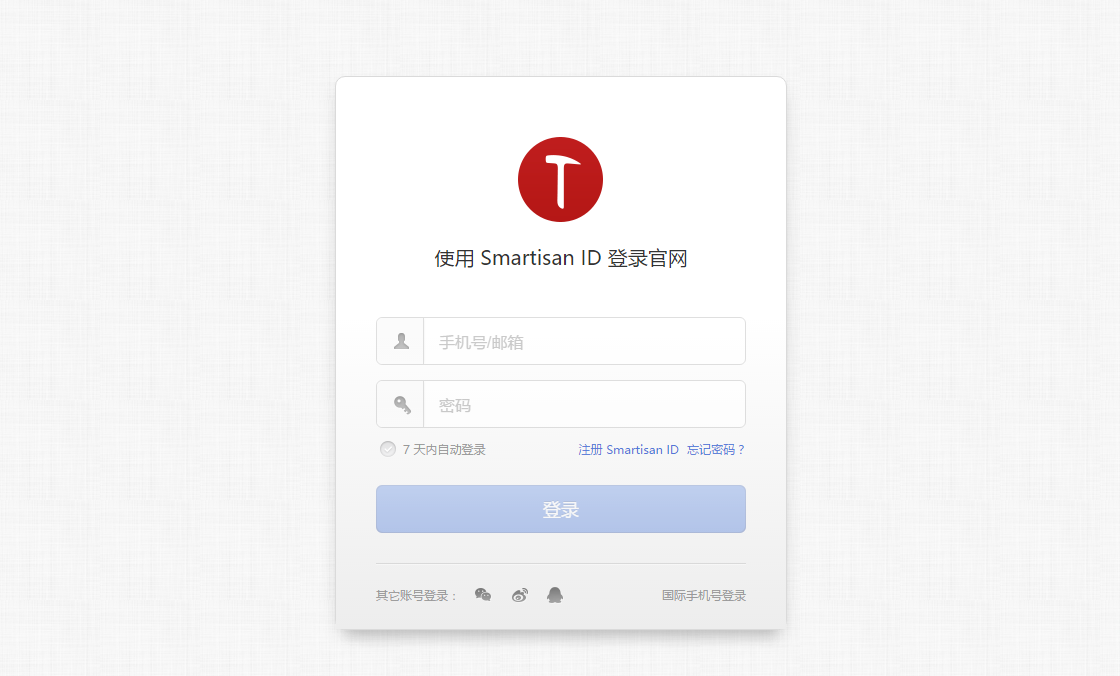 使用 Smartisan ID 登录官网
手机号/邮箱
密码
7 天内自动登录 注册 Smartisan ID 忘记密码？
登录
其它账号登录： 国际手机号登录